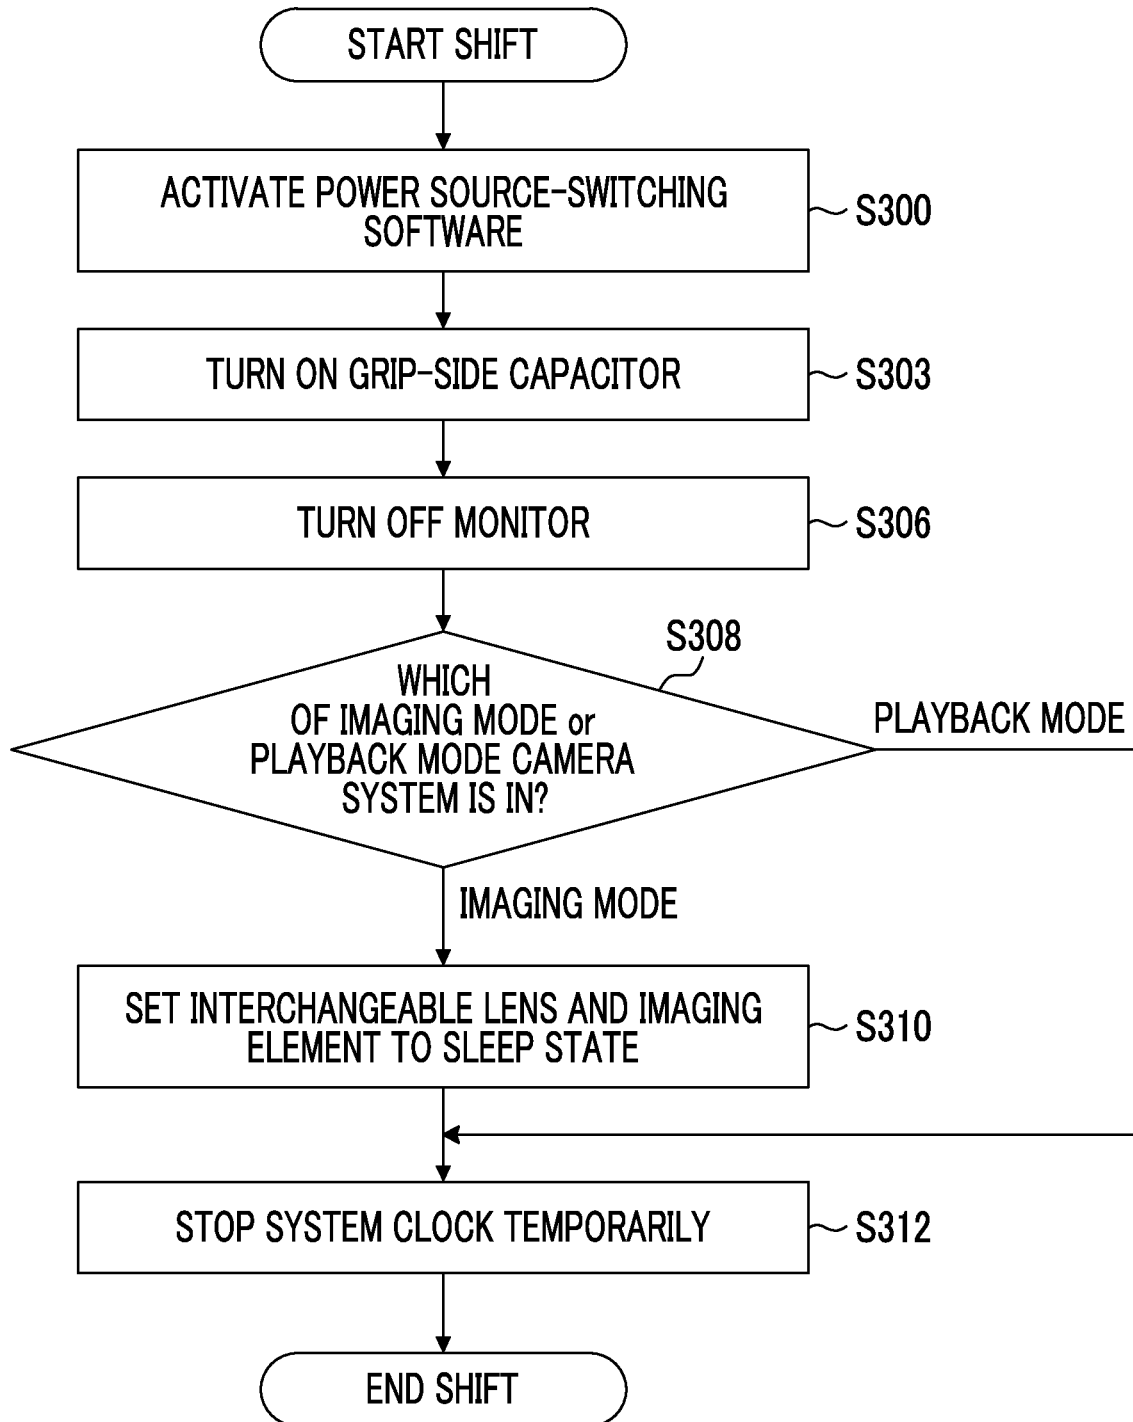 START SHIFT
ACTIVATE POWER SOURCE-SWITCHING
SOFTWARE
S300
TURN ON GRIP-SIDE CAPACITOR
S303
TURN OFF MONITOR
S306
S308
WHICH
OF IMAGING MODE or
PLAYBACK MODE CAMERA
SYSTEM IS IN?
PLAYBACK MODE
IMAGING MODE
SET INTERCHANGEABLE LENS AND IMAGING
ELEMENT TO SLEEP STATE
S310
STOP SYSTEM CLOCK TEMPORARILY
S312
END SHIFT